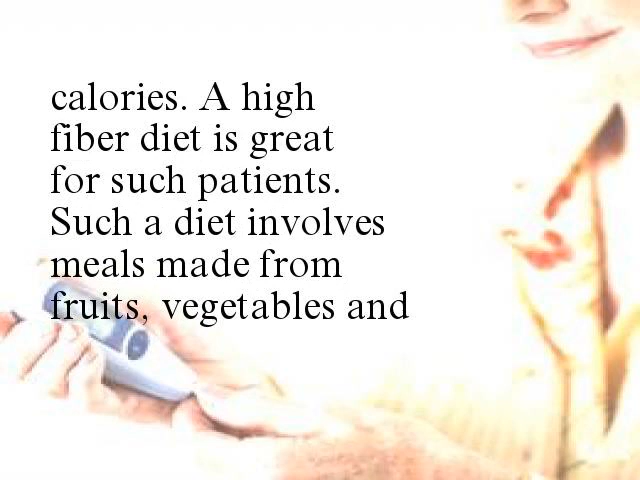 calories. A high
fiber diet is great
for such patients.
Such a diet involves
meals made from
fruits, vegetables and